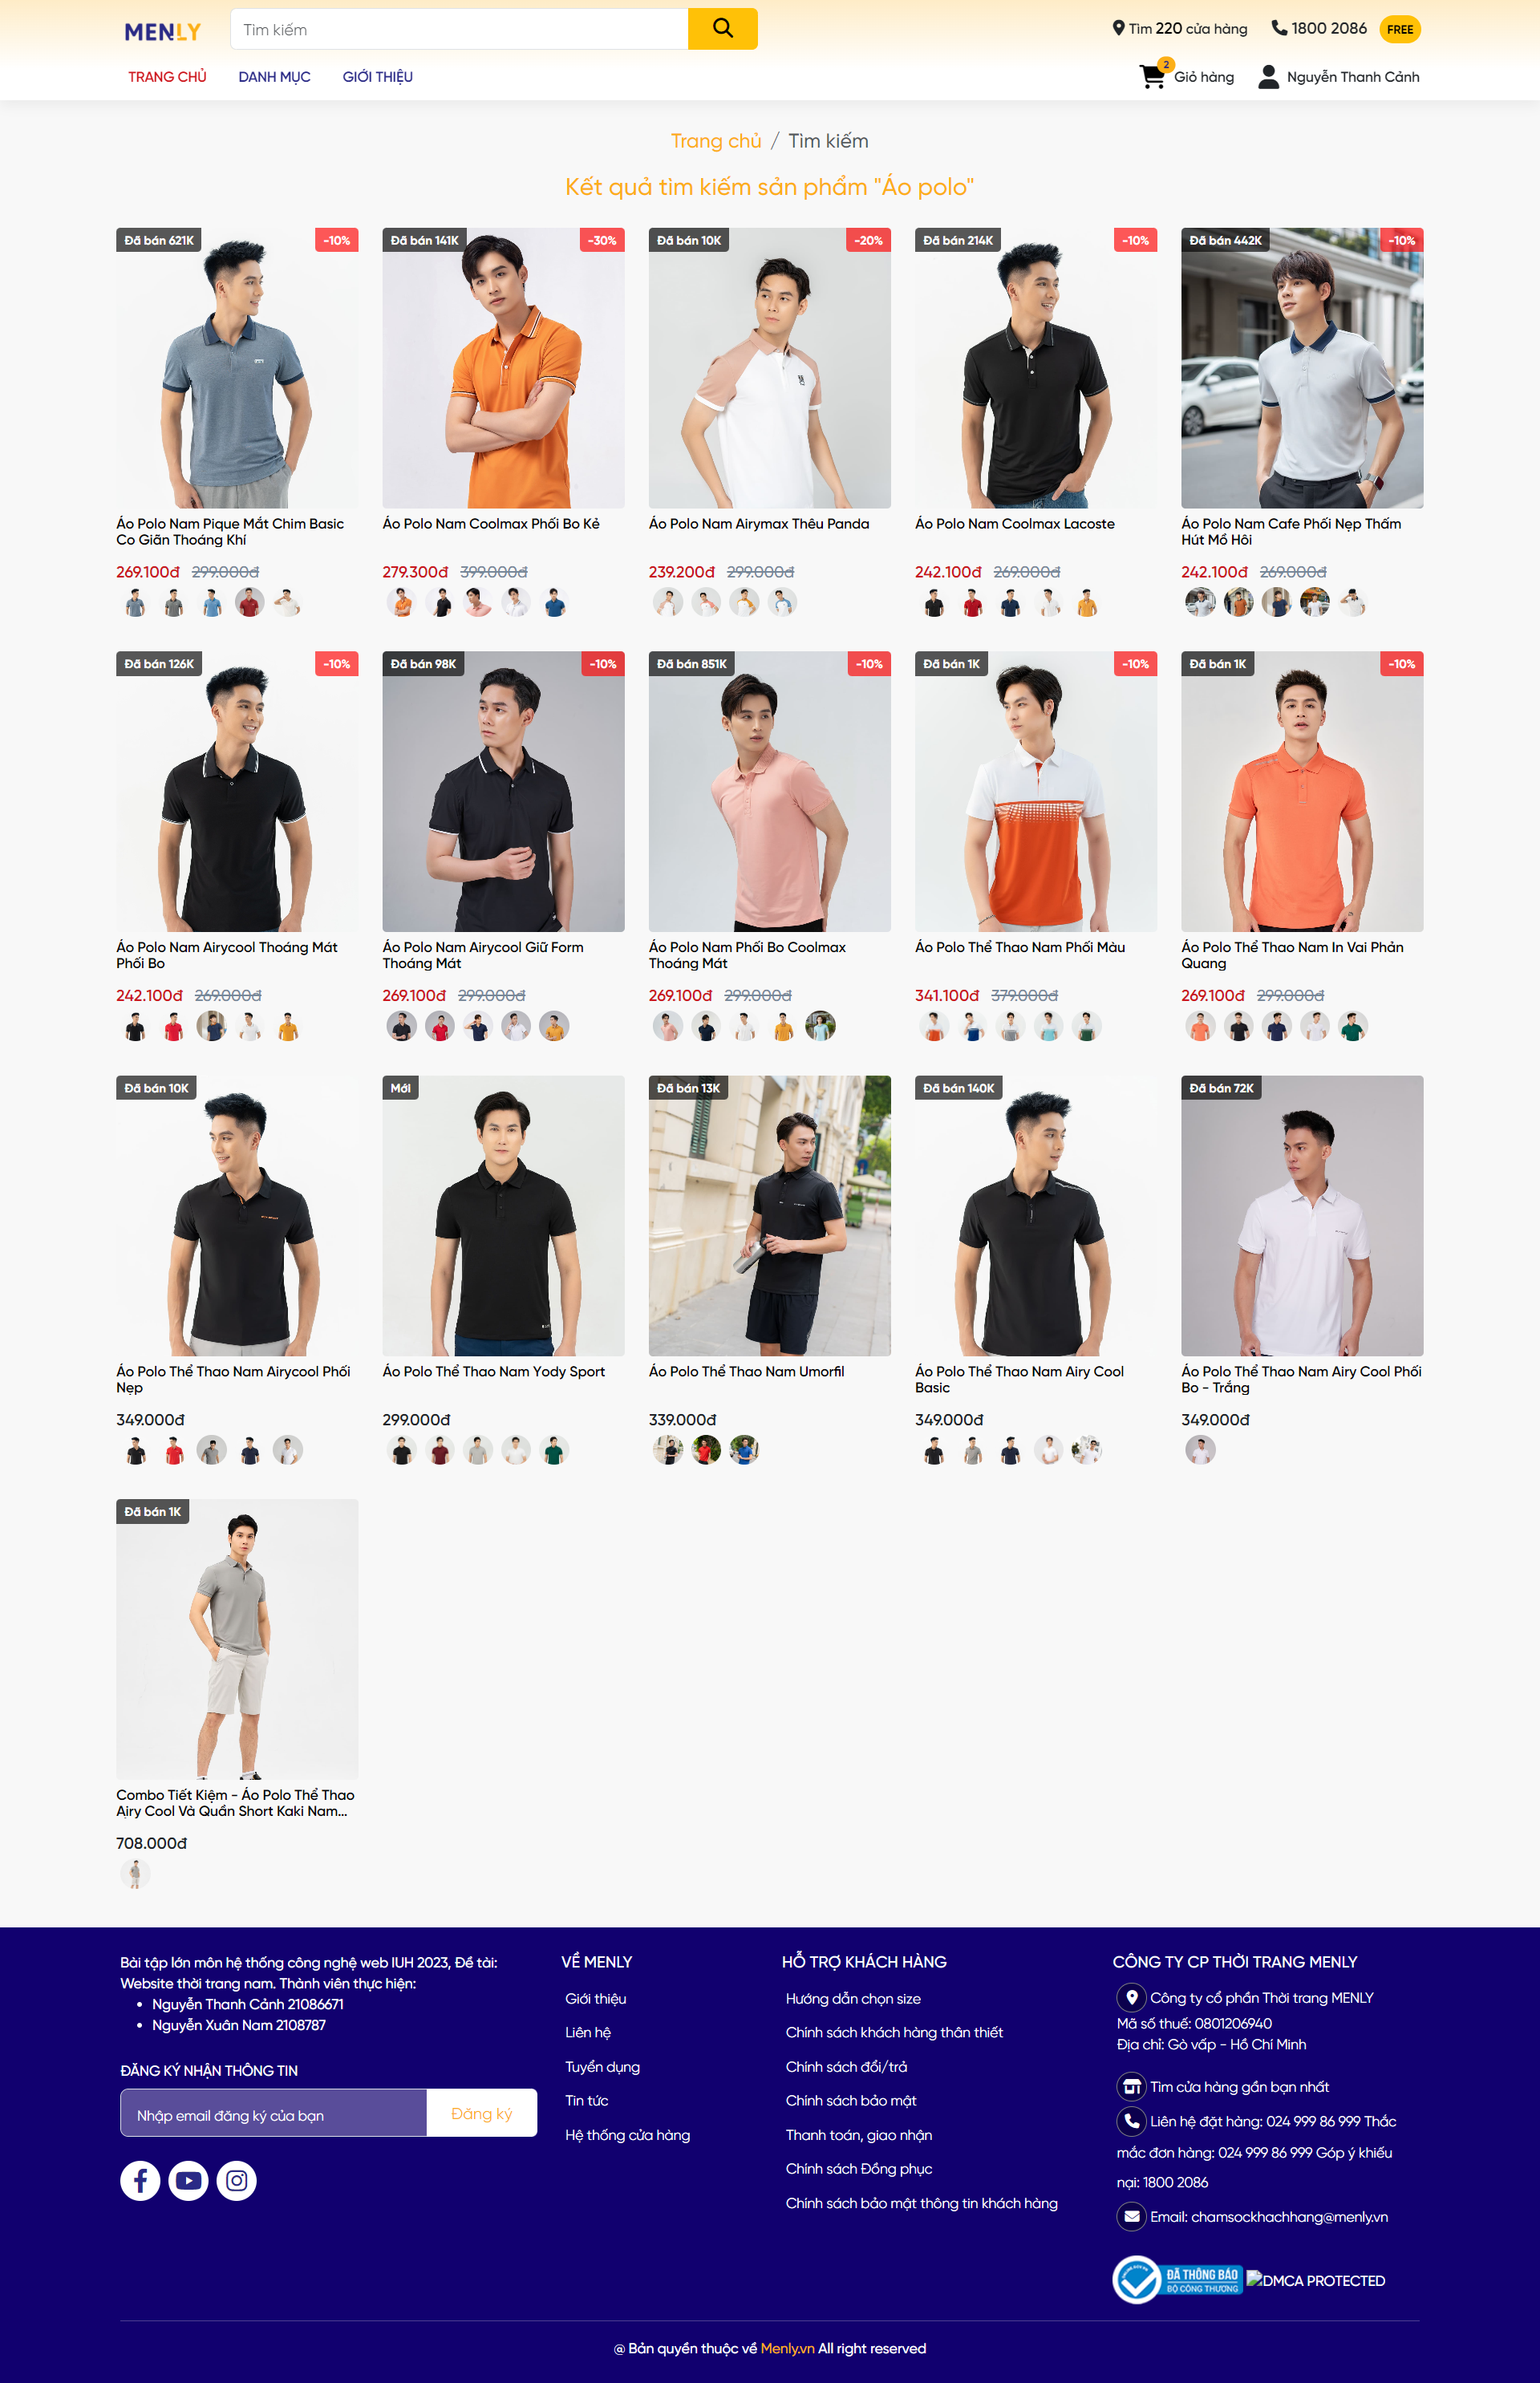 MENLY
Tìm kiếm
Tìm 220 cửa hàng
1800 2086
FREE
TRANG CHỦ
DANH MỤC
GIỚI THIỆU
2
Giỏ hàng
Nguyễn Thanh Cảnh
Trang chủ / Tìm kiếm
Kết quả tìm kiếm sản phẩm "Áo polo"
Đã bán 621K
-10%
Áo Polo Nam Pique Mắt Chim Basic
Co Giãn Thoáng Khí
269.100đ 299.000đ
Đã bán 141K
-30%
Áo Polo Nam Coolmax Phối Bo Kẻ
279.300đ 399.000đ
Đã bán 10K
-20%
Áo Polo Nam Airymax Thêu Panda
239.200đ 299.000đ
Đã bán 214K
-10%
Áo Polo Nam Coolmax Lacoste
242.100đ 269.000đ
Đã bán 442K
-10%
Áo Polo Nam Cafe Phối Nẹp Thấm
Hút Mồ Hôi
242.100đ 269.000đ
Đã bán 126K
-10%
Áo Polo Nam Airycool Thoáng Mát
Phối Bo
242.100đ 269.000đ
Đã bán 98K
-10%
Áo Polo Nam Airycool Giữ Form
Thoáng Mát
269.100đ 299.000đ
Đã bán 851K
-10%
Áo Polo Nam Phối Bo Coolmax
Thoáng Mát
269.100đ 299.000đ
Đã bán 1K
-10%
Áo Polo Thể Thao Nam Phối Màu
341.100đ 379.000đ
Đã bán 1K
-10%
Áo Polo Thể Thao Nam In Vai Phản
Quang
269.100đ 299.000đ
Đã bán 10K
Áo Polo Thể Thao Nam Airycool Phối
Nẹp
349.000đ
Mới
Áo Polo Thể Thao Nam Yody Sport
299.000đ
Đã bán 13K
Áo Polo Thể Thao Nam Umorfil
339.000đ
Đã bán 140K
Áo Polo Thể Thao Nam Airy Cool
Basic
349.000đ
Đã bán 72K
Áo Polo Thể Thao Nam Airy Cool Phối
Bo - Trắng
349.000đ
Đã bán 1K
Combo Tiết Kiệm - Áo Polo Thể Thao
Airy Cool Và Quần Short Kaki Nam...
708.000đ
Bài tập lớn môn hệ thống công nghệ web IUH 2023, Đề tài:
Website thời trang nam. Thành viên thực hiện:
• Nguyễn Thanh Cảnh 21086671
• Nguyễn Xuân Nam 2108787
ĐĂNG KÝ NHẬN THÔNG TIN
Nhập email đăng ký của bạn
Đăng ký
VỀ MENLY
Giới thiệu
Liên hệ
Tuyển dụng
Tin tức
Hệ thống cửa hàng
HỖ TRỢ KHÁCH HÀNG
Hướng dẫn chọn size
Chính sách khách hàng thân thiết
Chính sách đổi/trả
Chính sách bảo mật
Thanh toán, giao nhận
Chính sách Đồng phục
Chính sách bảo mật thông tin khách hàng
CÔNG TY CP THỜI TRANG MENLY
Công ty cổ phần Thời trang MENLY
Mã số thuế: 0801206940
Địa chỉ: Gò vấp - Hồ Chí Minh
Tìm cửa hàng gần bạn nhất
Liên hệ đặt hàng: 024 999 86 999 Thắc
mắc đơn hàng: 024 999 86 999 Góp ý khiếu
nại: 1800 2086
Email: chamsockhachhang@menly.vn
ĐÃ THÔNG BÁO
BỘ CÔNG THƯƠNG
DMCA PROTECTED
@ Bản quyền thuộc về Menly.vn All right reserved